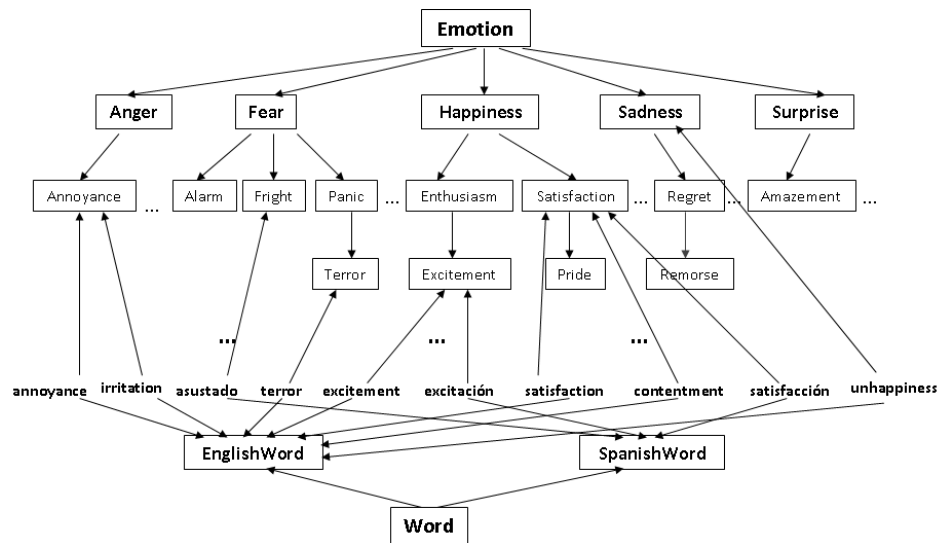 Emotion
Anger Fear Happiness Sadness Surprise
Annoyance ... Alarm Fright Panic ... Enthusiasm Satisfaction ... Regret ... Amazement ...
Terror Excitement Pride Remorse
... ... ...
annoyance irritation asustado terror excitement excitación satisfaction contentment satisfacción unhappiness
EnglishWord SpanishWord
Word